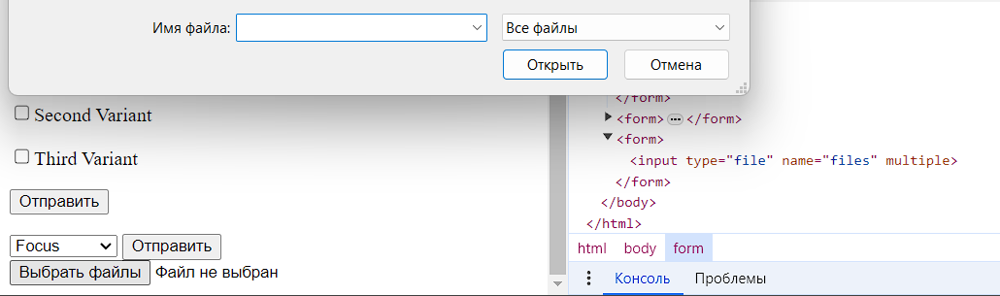 Имя файла:
Все файлы
Открыть
Отмена
Second Variant
Third Variant
Отправить
Focus
Отправить
Выбрать файлы Файл не выбран
</form>
<form> ••• </form>
<form>
<input type="file" name="files" multiple>
</form>
</body>
</html>
html body form
Консоль Проблемы